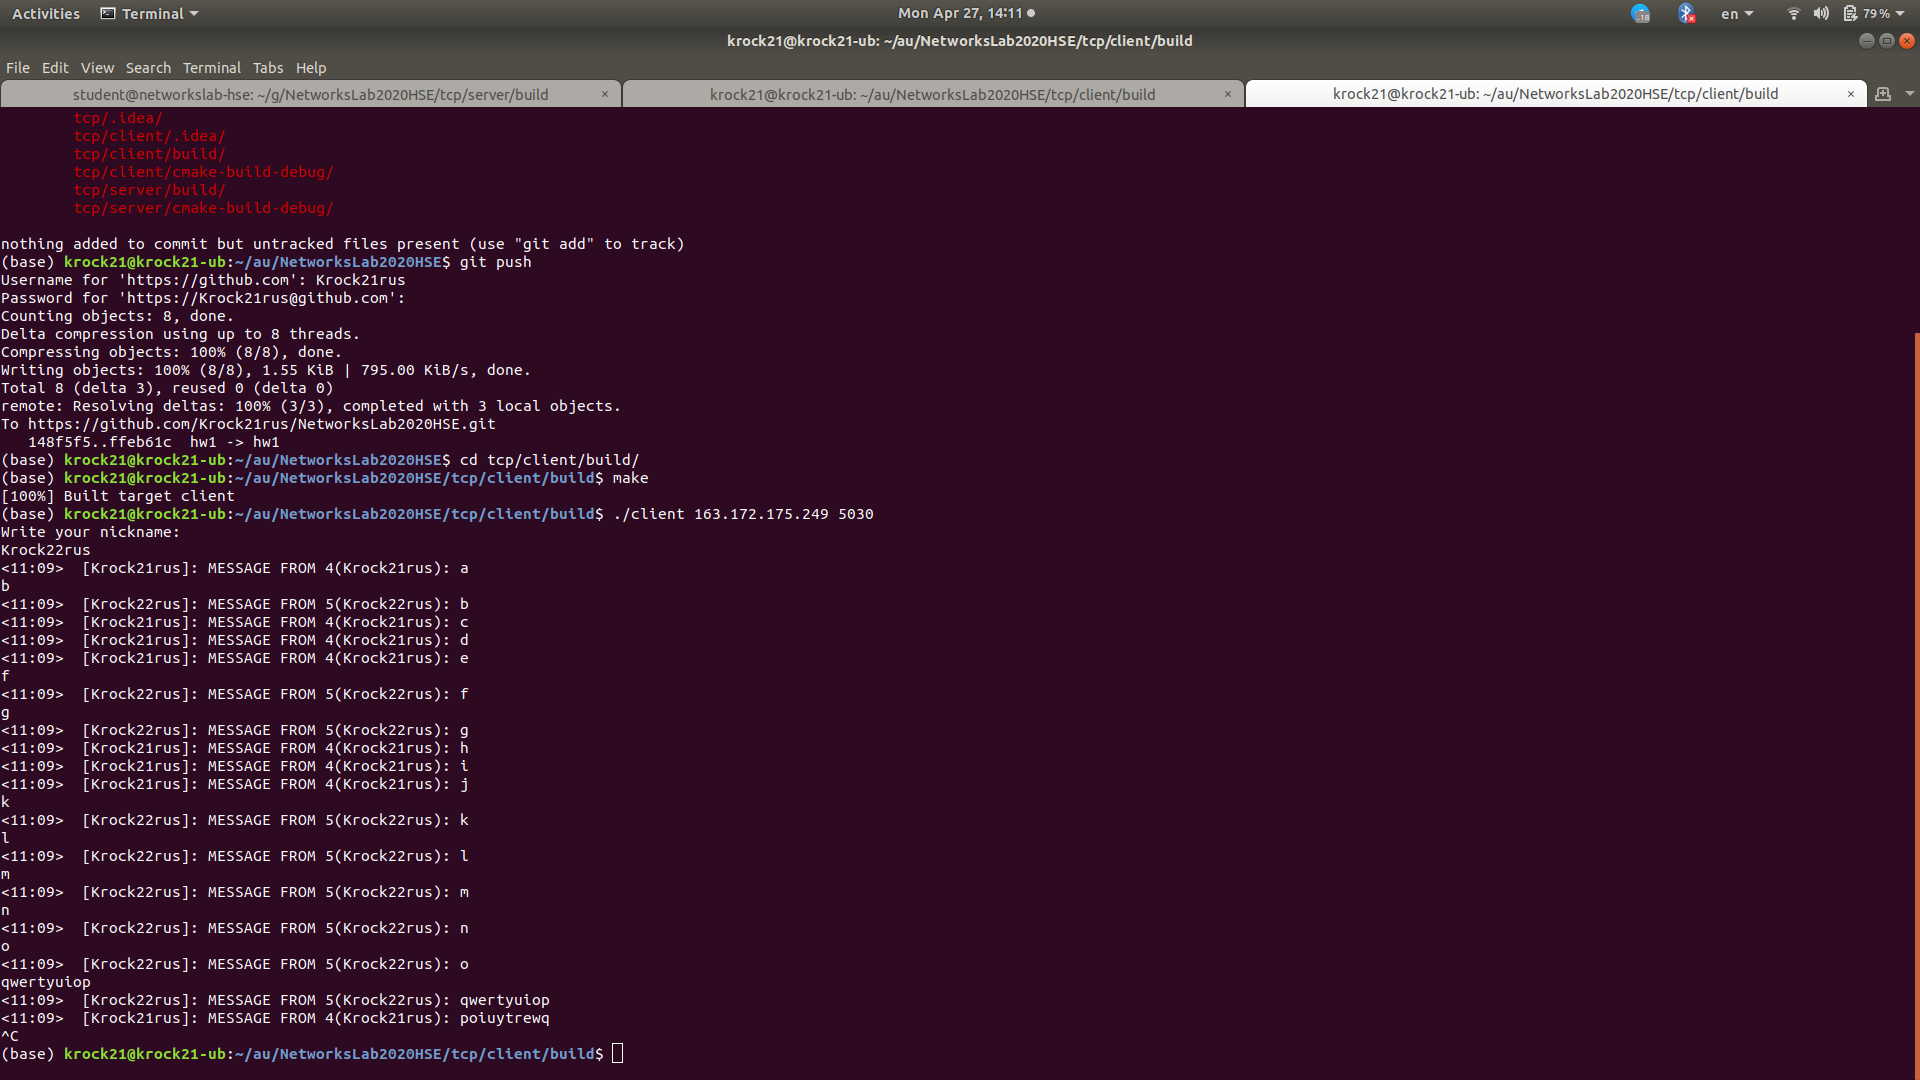 Activities Terminal Mon Apr 27, 14:11 18 en 79 %
krock21@krock21-ub: ~/au/NetworksLab2020HSE/tcp/client/build
File Edit View Search Terminal Tabs Help
student@networkslab-hse: ~/g/NetworksLab2020HSE/tcp/server/build × krock21@krock21-ub: ~/au/NetworksLab2020HSE/tcp/client/build × krock21@krock21-ub: ~/au/NetworksLab2020HSE/tcp/client/build ×
tcp/.idea/
tcp/client/.idea/
tcp/client/build/
tcp/client/cmake-build-debug/
tcp/server/build/
tcp/server/cmake-build-debug/
nothing added to commit but untracked files present (use "git add" to track)
(base) krock21@krock21-ub:~/au/NetworksLab2020HSE$ git push
Username for 'https://github.com': Krock21rus
Password for 'https://Krock21rus@github.com':
Counting objects: 8, done.
Delta compression using up to 8 threads.
Compressing objects: 100% (8/8), done.
Writing objects: 100% (8/8), 1.55 KiB | 795.00 KiB/s, done.
Total 8 (delta 3), reused 0 (delta 0)
remote: Resolving deltas: 100% (3/3), completed with 3 local objects.
To https://github.com/Krock21rus/NetworksLab2020HSE.git
148f5f5..ffeb61c hw1 -> hw1
(base) krock21@krock21-ub:~/au/NetworksLab2020HSE$ cd tcp/client/build/
(base) krock21@krock21-ub:~/au/NetworksLab2020HSE/tcp/client/build$ make
[100%] Built target client
(base) krock21@krock21-ub:~/au/NetworksLab2020HSE/tcp/client/build$ ./client 163.172.175.249 5030
Write your nickname:
Krock22rus
<11:09> [Krock21rus]: MESSAGE FROM 4(Krock21rus): a
b
<11:09> [Krock22rus]: MESSAGE FROM 5(Krock22rus): b
<11:09> [Krock21rus]: MESSAGE FROM 4(Krock21rus): c
<11:09> [Krock21rus]: MESSAGE FROM 4(Krock21rus): d
<11:09> [Krock21rus]: MESSAGE FROM 4(Krock21rus): e
f
<11:09> [Krock22rus]: MESSAGE FROM 5(Krock22rus): f
g
<11:09> [Krock22rus]: MESSAGE FROM 5(Krock22rus): g
<11:09> [Krock21rus]: MESSAGE FROM 4(Krock21rus): h
<11:09> [Krock21rus]: MESSAGE FROM 4(Krock21rus): i
<11:09> [Krock21rus]: MESSAGE FROM 4(Krock21rus): j
k
<11:09> [Krock22rus]: MESSAGE FROM 5(Krock22rus): k
l
<11:09> [Krock22rus]: MESSAGE FROM 5(Krock22rus): l
m
<11:09> [Krock22rus]: MESSAGE FROM 5(Krock22rus): m
n
<11:09> [Krock22rus]: MESSAGE FROM 5(Krock22rus): n
o
<11:09> [Krock22rus]: MESSAGE FROM 5(Krock22rus): o
qwertyuiop
<11:09> [Krock22rus]: MESSAGE FROM 5(Krock22rus): qwertyuiop
<11:09> [Krock21rus]: MESSAGE FROM 4(Krock21rus): poiuytrewq
^C
(base) krock21@krock21-ub:~/au/NetworksLab2020HSE/tcp/client/build$